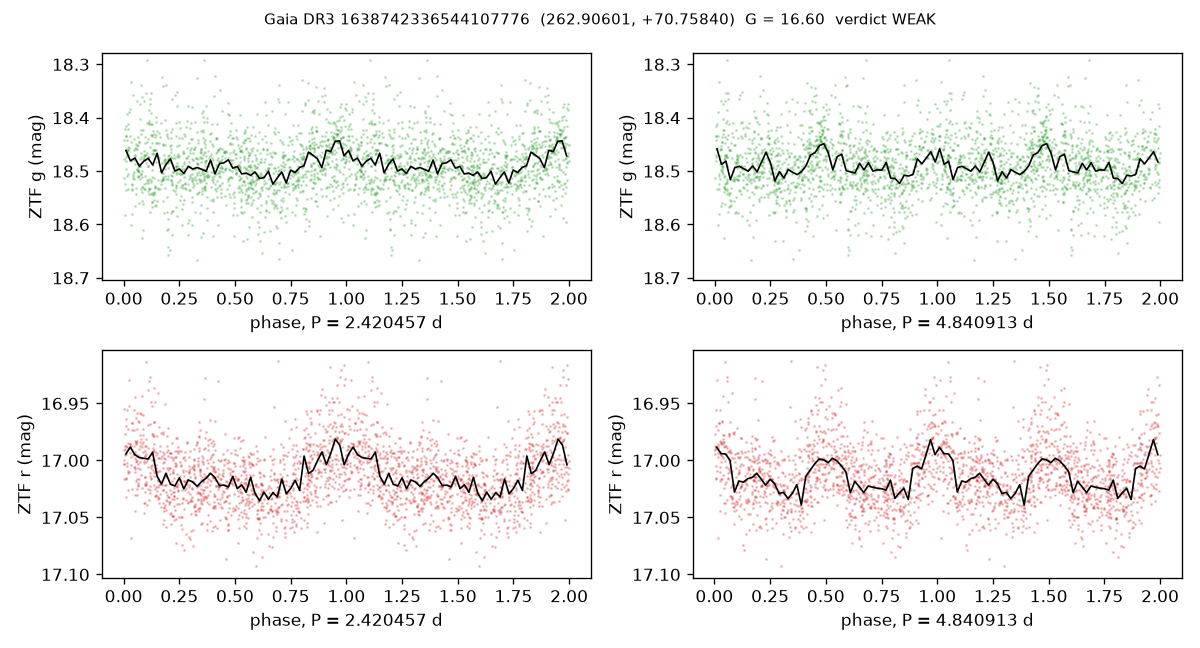 Gaia DR3 1638742336544107776 (262.90601, +70.75840) G = 16.60 verdict WEAK
18.3
18.4
18.5
18.6
18.7
ZTF g (mag)
0.00 0.25 0.50 0.75 1.00 1.25 1.50 1.75 2.00
phase, P = 2.420457 d
18.3
18.4
18.5
18.6
18.7
ZTF g (mag)
0.00 0.25 0.50 0.75 1.00 1.25 1.50 1.75 2.00
phase, P = 4.840913 d
16.95
17.00
17.05
17.10
ZTF r (mag)
0.00 0.25 0.50 0.75 1.00 1.25 1.50 1.75 2.00
phase, P = 2.420457 d
16.95
17.00
17.05
17.10
ZTF r (mag)
0.00 0.25 0.50 0.75 1.00 1.25 1.50 1.75 2.00
phase, P = 4.840913 d